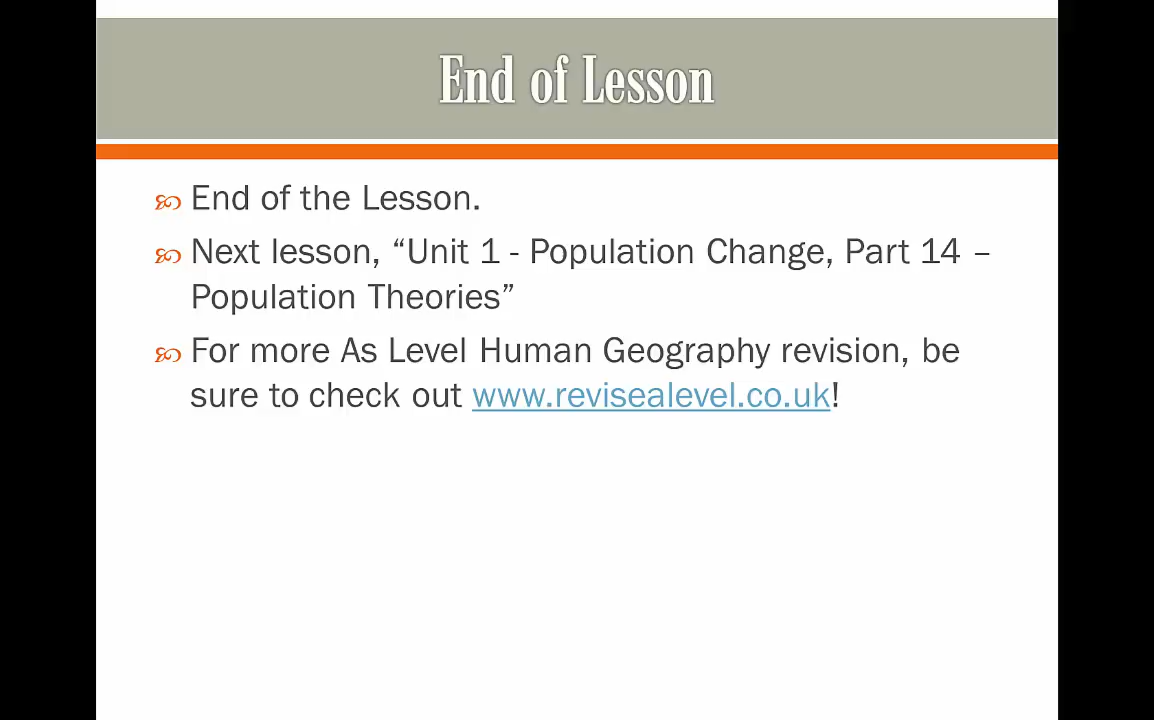 End of Lesson
End of the Lesson.
Next lesson, “Unit 1 - Population Change, Part 14 –
Population Theories”
For more As Level Human Geography revision, be
sure to check out www.revisealevel.co.uk!